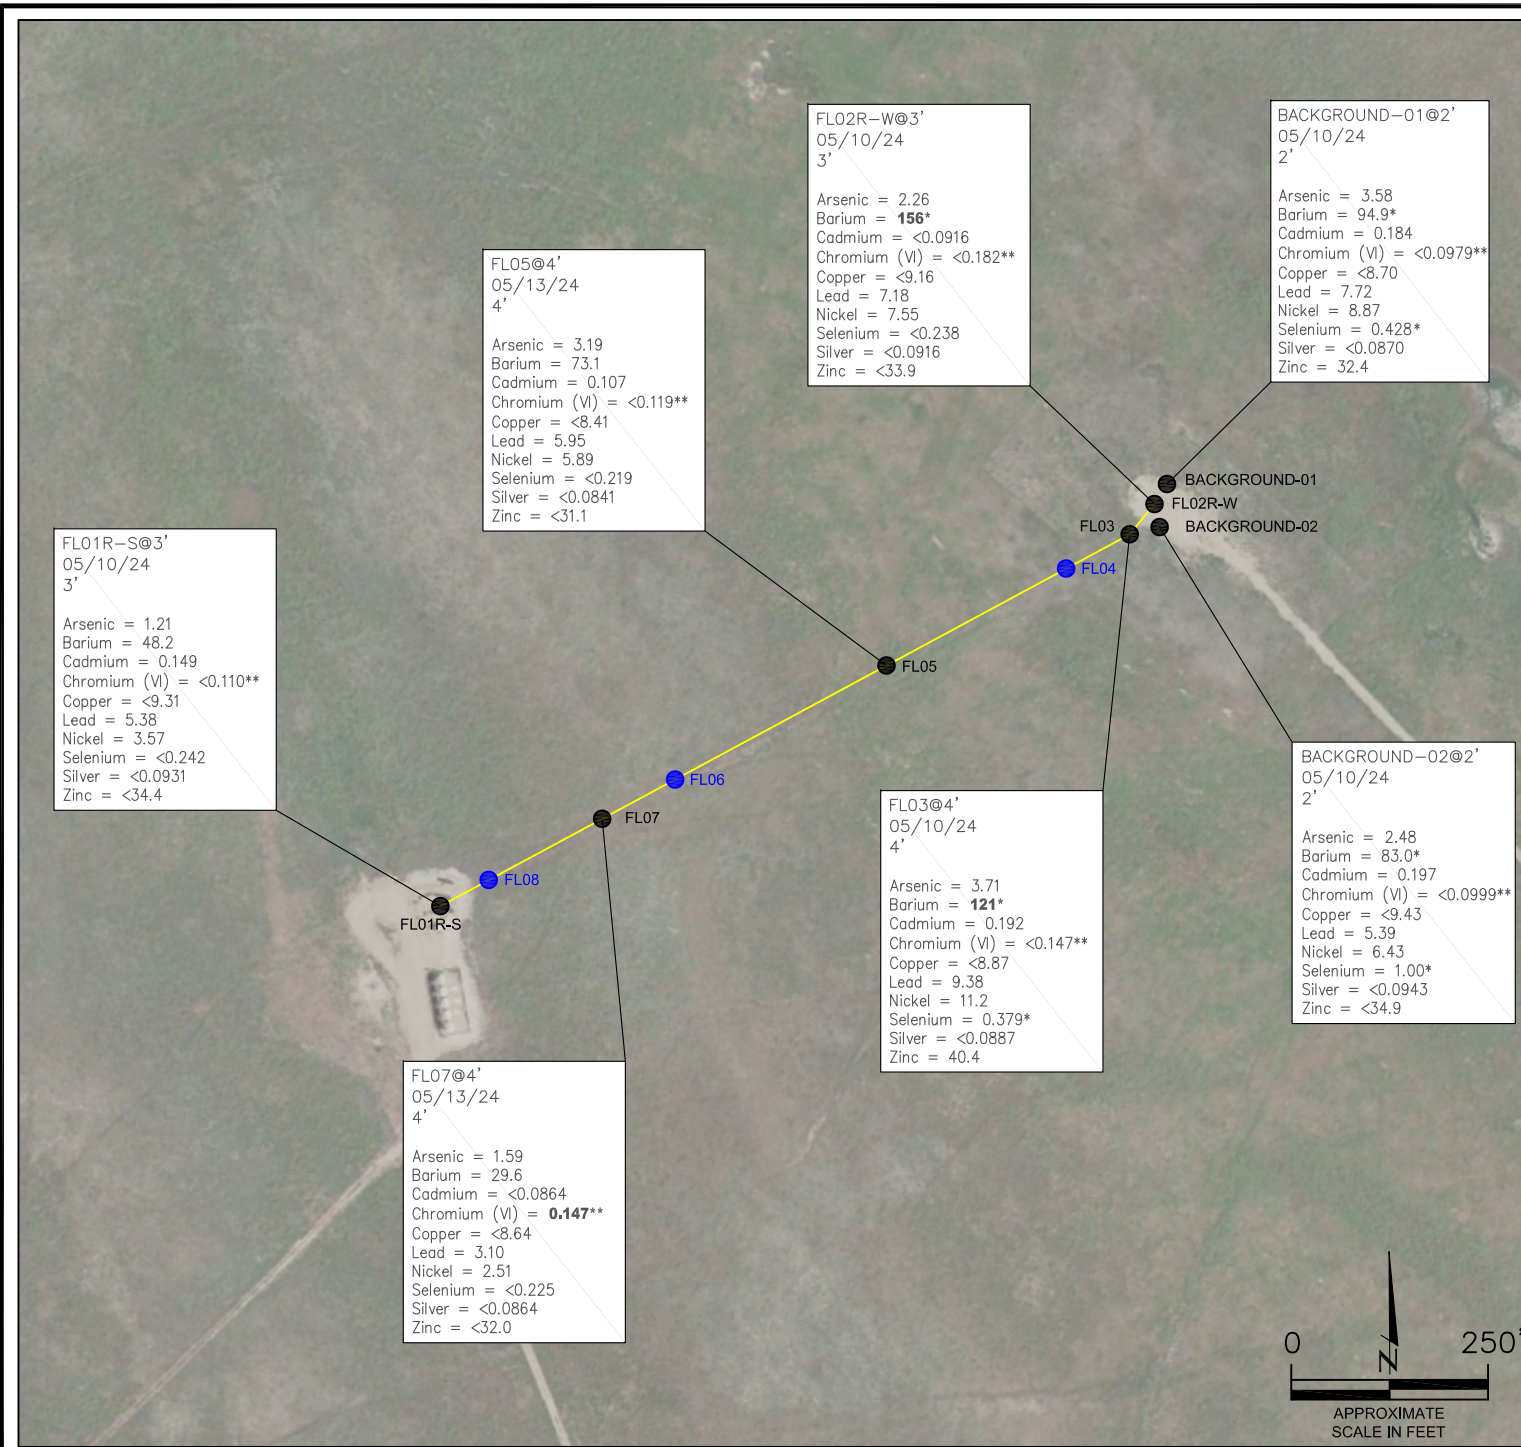 FL02R-W@3'
05/10/24
3'
Arsenic = 2.26
Barium = 156*
Cadmium = <0.0916
Chromium (VI) = <0.182**
Copper = <9.16
Lead = 7.18
Nickel = 7.55
Selenium = <0.238
Silver = <0.0916
Zinc = <33.9
BACKGROUND-01@2'
05/10/24
2'
Arsenic = 3.58
Barium = 94.9*
Cadmium = 0.184
Chromium (VI) = <0.0979**
Copper = <8.70
Lead = 7.72
Nickel = 8.87
Selenium = 0.428*
Silver = <0.0870
Zinc = 32.4
FL05@4'
05/13/24
4'
Arsenic = 3.19
Barium = 73.1
Cadmium = 0.107
Chromium (VI) = <0.119**
Copper = <8.41
Lead = 5.95
Nickel = 5.89
Selenium = <0.219
Silver = <0.0841
Zinc = <31.1
BACKGROUND-01
FL02R-W
FL03
BACKGROUND-02
FL04
FL01R-S@3'
05/10/24
3'
Arsenic = 1.21
Barium = 48.2
Cadmium = 0.149
Chromium (VI) = <0.110**
Copper = <9.31
Lead = 5.38
Nickel = 3.57
Selenium = <0.242
Silver = <0.0931
Zinc = <34.4
FL05
FL06
FL07
FL08
FL01R-S
BACKGROUND-02@2'
05/10/24
2'
Arsenic = 2.48
Barium = 83.0*
Cadmium = 0.197
Chromium (VI) = <0.0999**
Copper = <9.43
Lead = 5.39
Nickel = 6.43
Selenium = 1.00*
Silver = <0.0943
Zinc = <34.9
FL03@4'
05/10/24
4'
Arsenic = 3.71
Barium = 121*
Cadmium = 0.192
Chromium (VI) = <0.147**
Copper = <8.87
Lead = 9.38
Nickel = 11.2
Selenium = 0.379*
Silver = <0.0887
Zinc = 40.4
FL07@4'
05/13/24
4'
Arsenic = 1.59
Barium = 29.6
Cadmium = <0.0864
Chromium (VI) = 0.147**
Copper = <8.64
Lead = 3.10
Nickel = 2.51
Selenium = <0.225
Silver = <0.0864
Zinc = <32.0
N
0 250'
APPROXIMATE
SCALE IN FEET